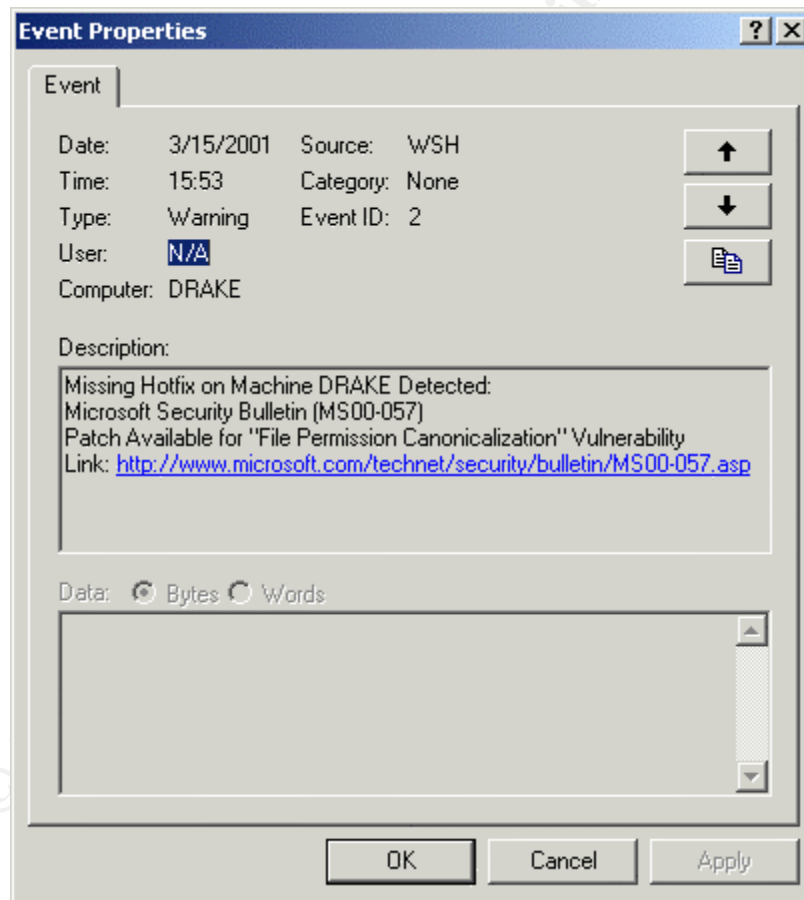 Event Properties
Event
Date: 3/15/2001 Source: WSH
Time: 15:53 Category: None
Type: Warning Event ID: 2
User: N/A
Computer: DRAKE
Description:
Missing Hotfix on Machine DRAKE Detected:
Microsoft Security Bulletin (MS00-057)
Patch Available for "File Permission Canonicalization" Vulnerability
Link: http://www.microsoft.com/technet/security/bulletin/MS00-057.asp
Data: Bytes Words
OK Cancel Apply